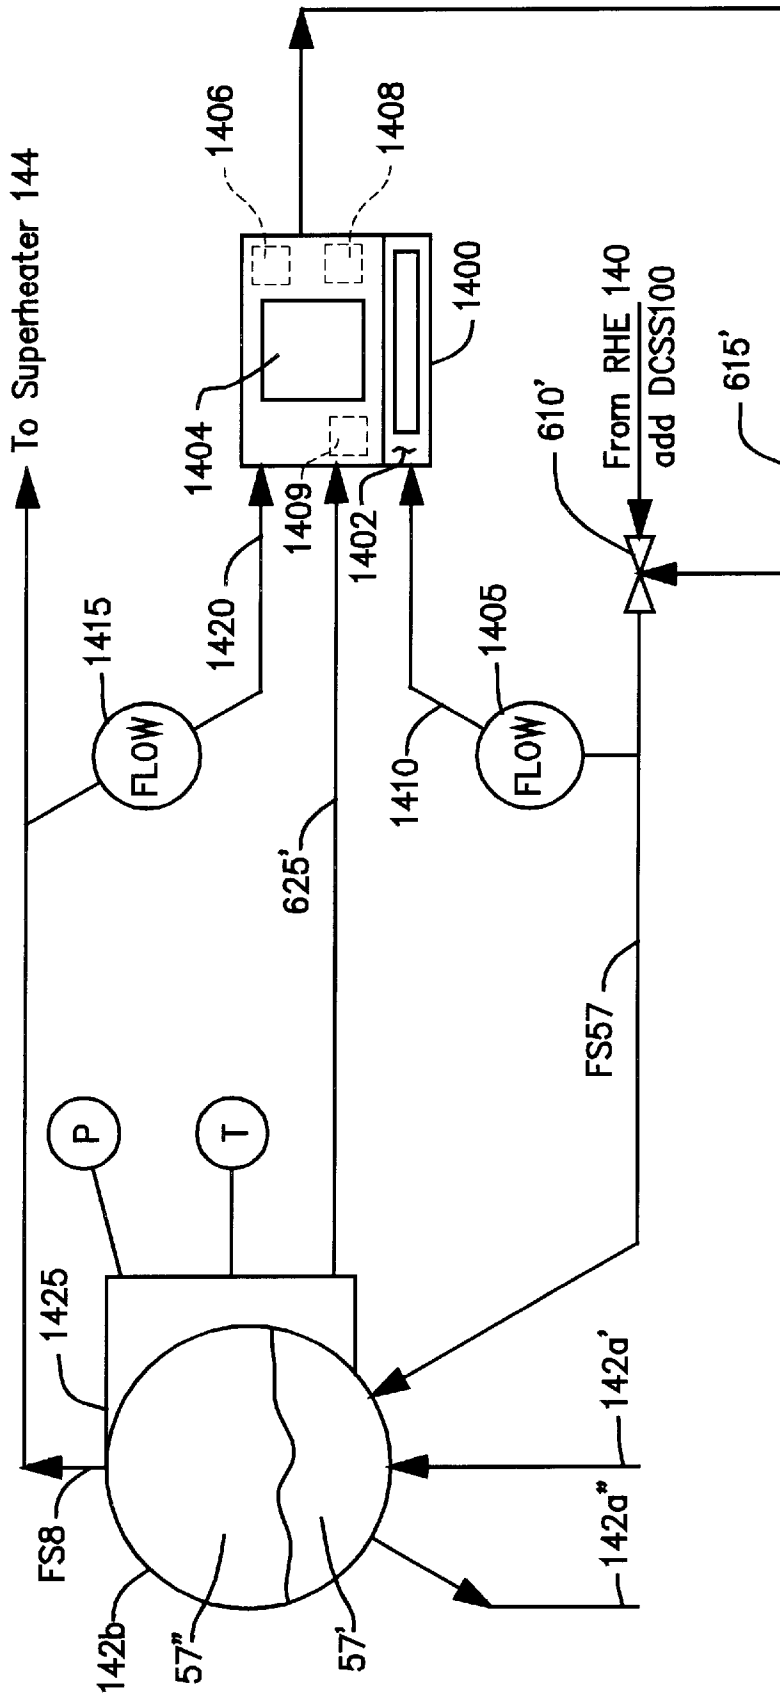 To Superheater 144
1406
1408
1404
1400
1409
1402
1420
1415
FLOW
610'
From RHE 140
add DCSS100
615'
1405
FLOW
1410
625'
FS57
P
T
1425
FS8
142b
57"
57'
142a'
142a"